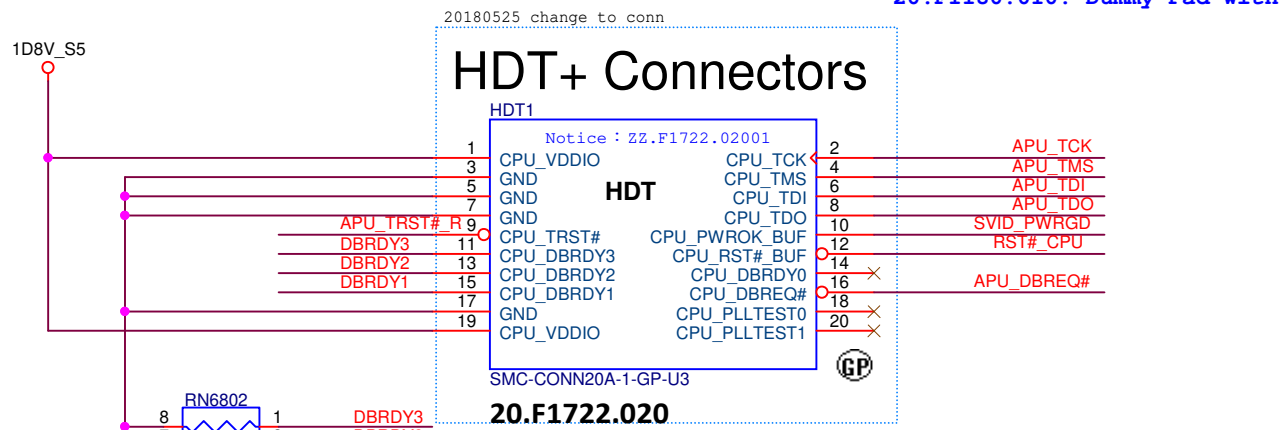 20180525 change to conn
1D8V_S5
HDT+ Connectors
HDT1
Notice：ZZ.F1722.02001
HDT
1 CPU_VDDIO CPU_TCK 2 APU_TCK
3 GND CPU_TMS 4 APU_TMS
5 GND CPU_TDI 6 APU_TDI
7 GND CPU_TDO 8 APU_TDO
APU_TRST#_R 9 CPU_TRST# CPU_PWROK_BUF 10 SVID_PWRGD
DBRDY3 11 CPU_DBRDY3 CPU_RST#_BUF 12 RST#_CPU
DBRDY2 13 CPU_DBRDY2 CPU_DBRDY0 14
DBRDY1 15 CPU_DBRDY1 CPU_DBREQ# 16 APU_DBREQ#
17 GND CPU_PLLTEST0 18
19 CPU_VDDIO CPU_PLLTEST1 20
GP
SMC-CONN20A-1-GP-U3
20.F1722.020
RN6802
8 1 DBRDY3